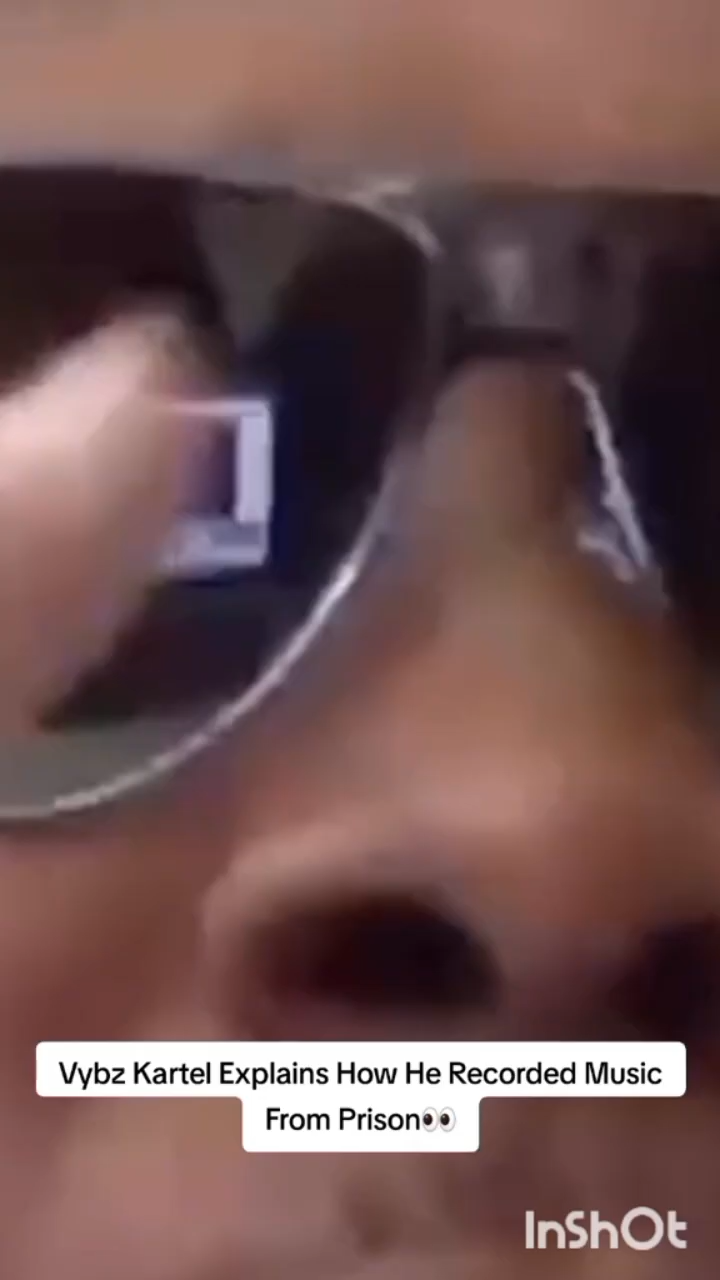 Vybz Kartel Explains How He Recorded Music
From Prison👀
InShOt